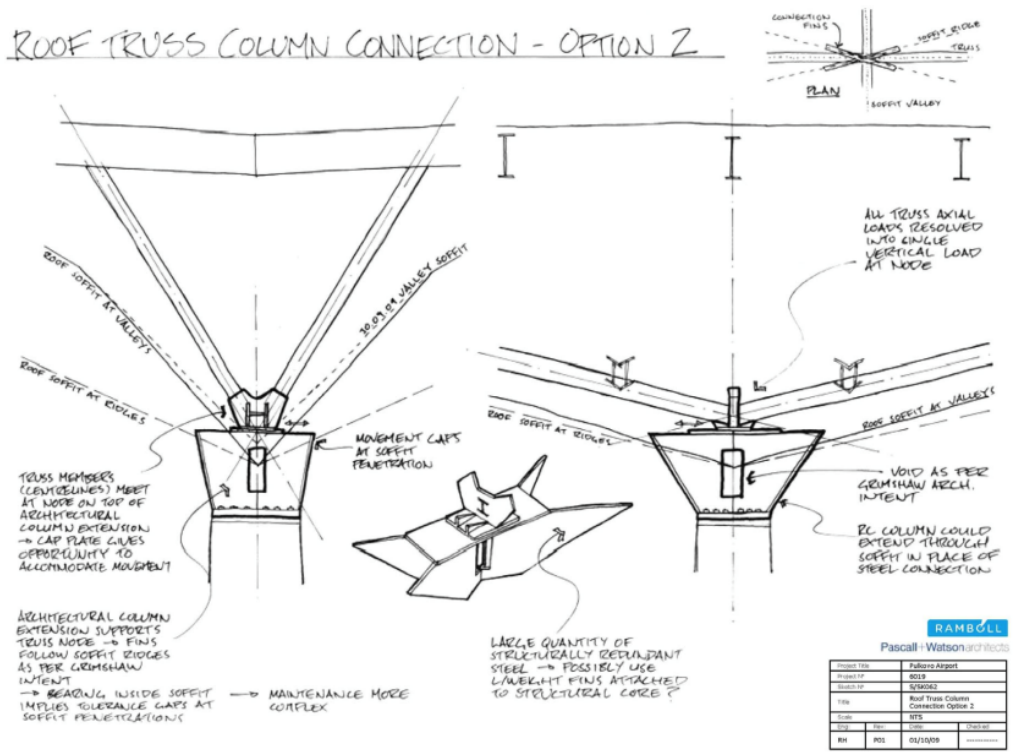 ROOF TRUSS COLUMN CONNECTION - OPTION 2
CONNECTION
FINS
SOFFIT RIDGE
TRUSS
PLAN
SOFFIT VALLEY
ALL TRUSS AXIAL
LOADS RESOLVED
INTO SINGLE
VERTICAL LOAD
AT NODE
ROOF SOFFIT AT VALLEYS
30.09.09 VALLEY SOFFIT
ROOF SOFFIT AT RIDGES
ROOF SOFFIT AT RIDGES
ROOF SOFFIT AT VALLEYS
MOVEMENT GAPS
AT SOFFIT
PENETRATION
TRUSS MEMBERS
(CENTRELINES) MEET
AT NODE ON TOP OF
ARCHITECTURAL
COLUMN EXTENSION
→ CAP PLATE GIVES
OPPORTUNITY TO
ACCOMMODATE MOVEMENT
VOID AS PER
GRIMSHAW ARCH.
INTENT
RC COLUMN COULD
EXTEND THROUGH
SOFFIT IN PLACE OF
STEEL CONNECTION
ARCHITECTURAL COLUMN
EXTENSION SUPPORTS
TRUSS NODE → FINS
FOLLOW SOFFIT RIDGES
AS PER GRIMSHAW
INTENT
→ BEARING INSIDE SOFFIT
IMPLIES TOLERANCE GAPS AT
SOFFIT PENETRATIONS
→ MAINTENANCE MORE
COMPLEX
LARGE QUANTITY OF
STRUCTURALLY REDUNDANT
STEEL → POSSIBLY USE
L/WEIGHT FINS ATTACHED
TO STRUCTURAL CORE?
RAMBOLL
Pascall+Watson architects
Project Title Pulkovo Airport
Project Nº 6019
Sketch Nº S/SK062
Title Roof Truss Column
Connection Option 2
Scale NTS
Eng: Rev: Date: Checked
RH P01 01/10/09 ----------